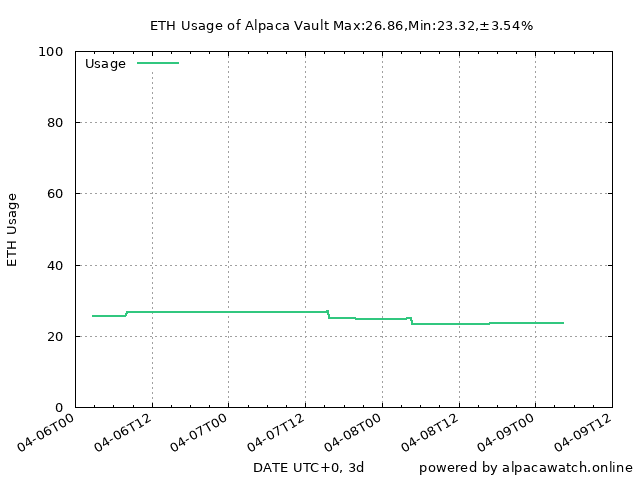 ETH Usage of Alpaca Vault Max:26.86,Min:23.32,±3.54%
Usage
100
80
60
40
20
0
ETH Usage
04-06T00
04-06T12
04-07T00
04-07T12
04-08T00
04-08T12
04-09T00
04-09T12
DATE UTC+0, 3d
powered by alpacawatch.online